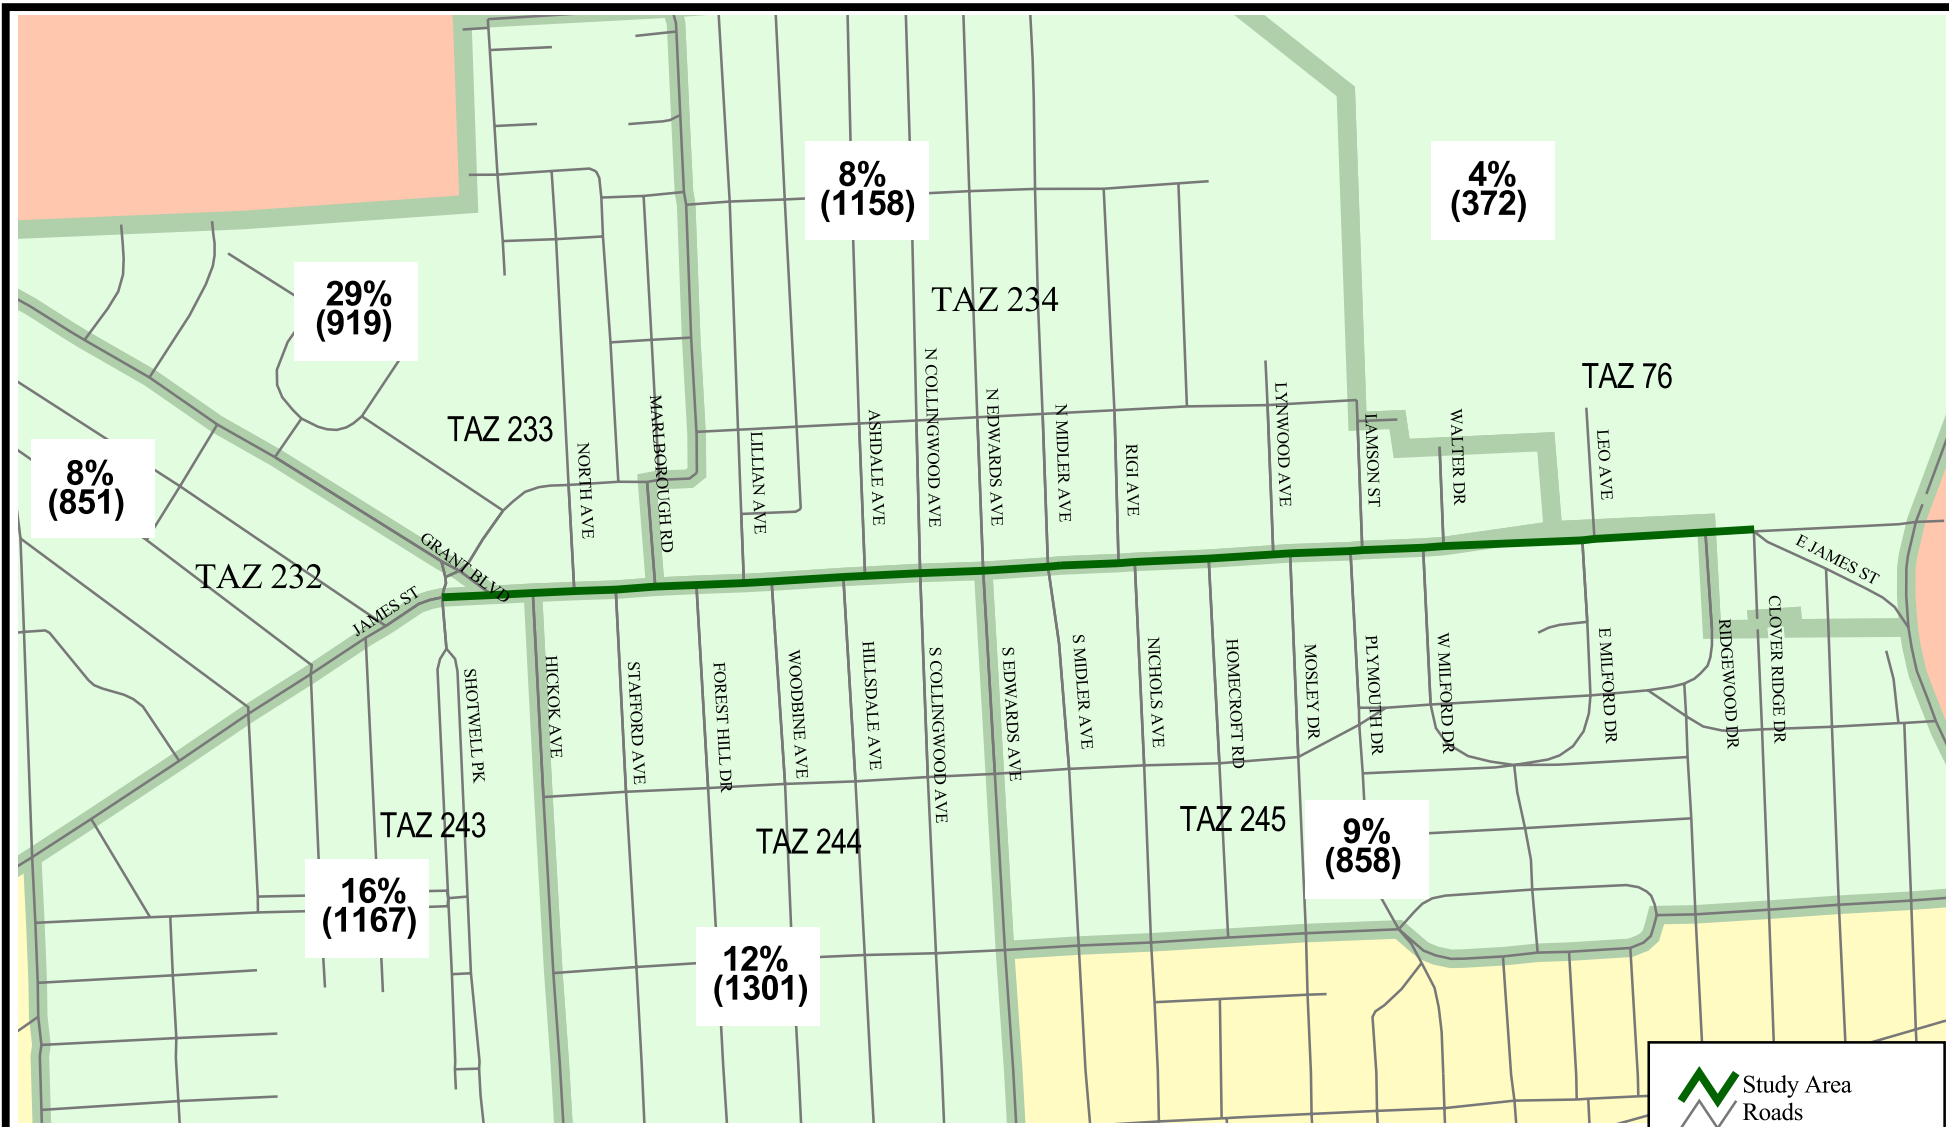 8%
(1158)
4%
(372)
29%
(919)
TAZ 234
TAZ 76
TAZ 233
8%
(851)
TAZ 232
GRANT BLVD
JAMES ST
NORTH AVE
MARLBOROUGH RD
LILLIAN AVE
ASHDALE AVE
N COLLINGWOOD AVE
N EDWARDS AVE
N MIDLER AVE
RIGI AVE
LYNWOOD AVE
LAMSON ST
WALTER DR
LEO AVE
E JAMES ST
SHOTWELL PK
HICKOK AVE
STAFFORD AVE
FOREST HILL DR
WOODBINE AVE
HILLSDALE AVE
S COLLINGWOOD AVE
S EDWARDS AVE
S MIDLER AVE
NICHOLS AVE
HOMECROFT RD
MOSLEY DR
PLYMOUTH DR
W MILFORD DR
E MILFORD DR
RIDGEWOOD DR
CLOVER RIDGE DR
TAZ 243
TAZ 244
TAZ 245
9%
(858)
16%
(1167)
12%
(1301)
Study Area
Roads